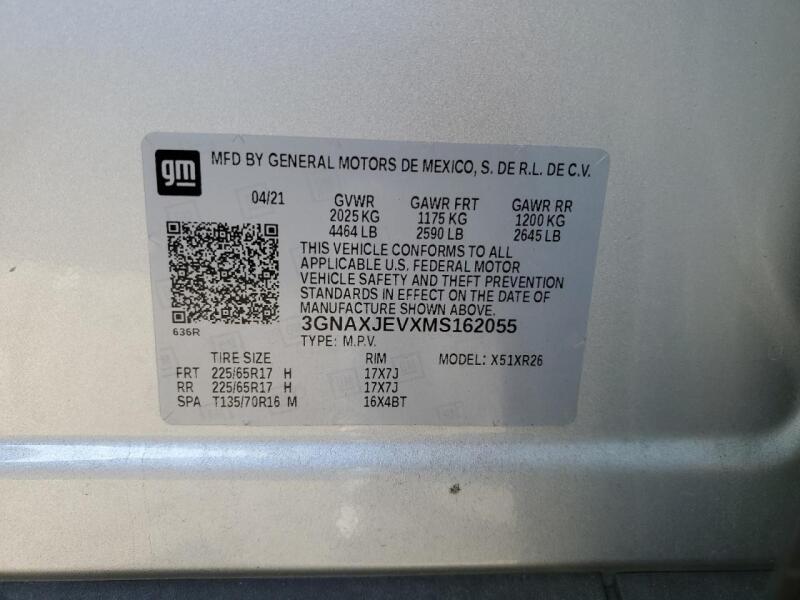 gm MFD BY GENERAL MOTORS DE MEXICO, S. DE R.L. DE C.V.
04/21 GVWR GAWR FRT GAWR RR
2025 KG 1175 KG 1200 KG
4464 LB 2590 LB 2645 LB
THIS VEHICLE CONFORMS TO ALL
APPLICABLE U.S. FEDERAL MOTOR
VEHICLE SAFETY AND THEFT PREVENTION
STANDARDS IN EFFECT ON THE DATE OF
MANUFACTURE SHOWN ABOVE.
636R 3GNAXJEVXMS162055
TYPE: M.P.V. MODEL: X51XR26
TIRE SIZE RIM
FRT 225/65R17 H 17X7J
RR 225/65R17 H 17X7J
SPA T135/70R16 M 16X4BT